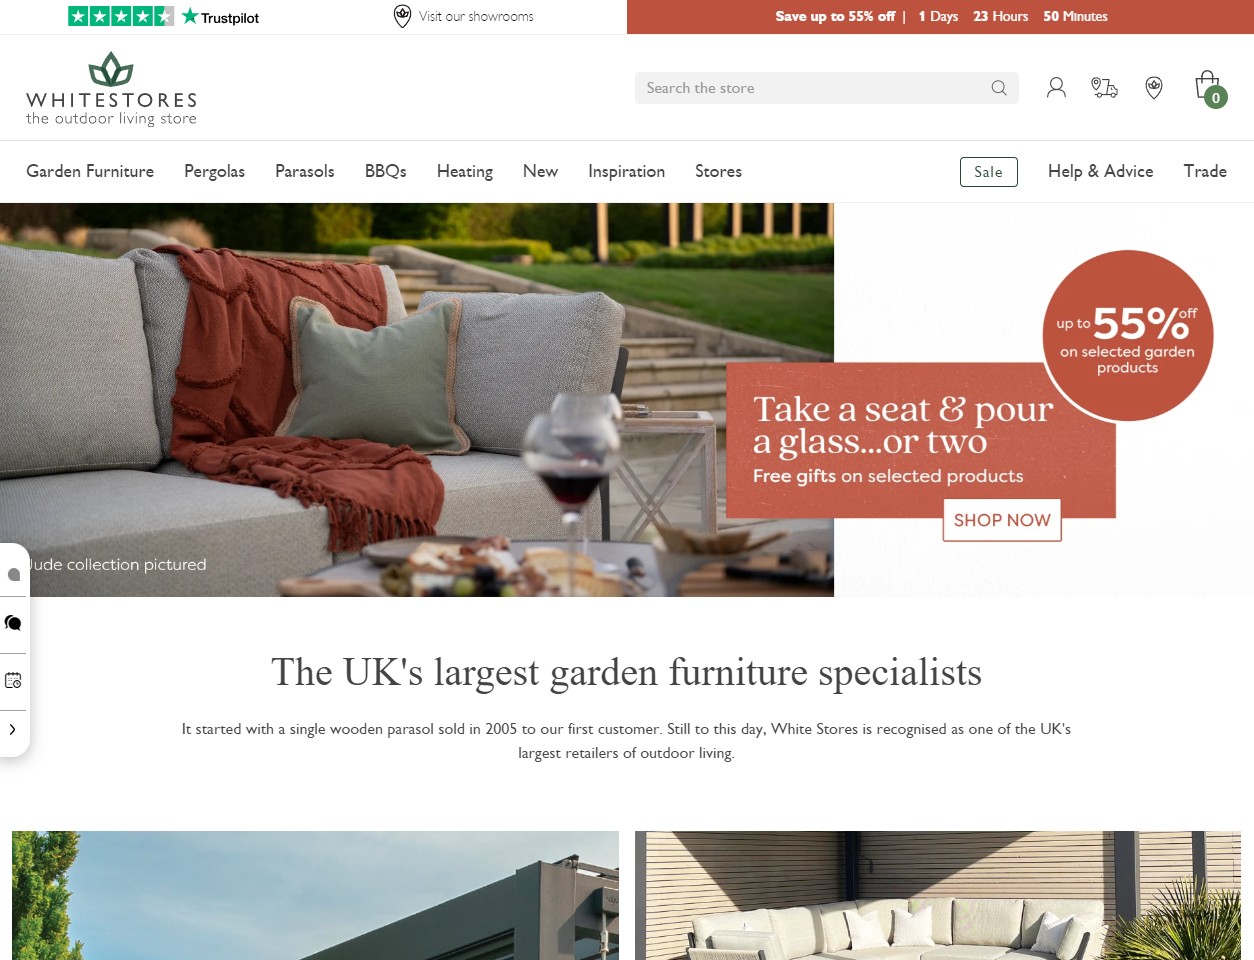 Trustpilot
Visit our showrooms
Save up to 55% off | 1 Days 23 Hours 50 Minutes
WHITESTORES
the outdoor living store
Search the store
0
Garden Furniture Pergolas Parasols BBQs Heating New Inspiration Stores Sale Help & Advice Trade
up to 55% off
on selected garden
products
Take a seat & pour
a glass...or two
Free gifts on selected products
SHOP NOW
Jude collection pictured
The UK's largest garden furniture specialists
It started with a single wooden parasol sold in 2005 to our first customer. Still to this day, White Stores is recognised as one of the UK's
largest retailers of outdoor living.